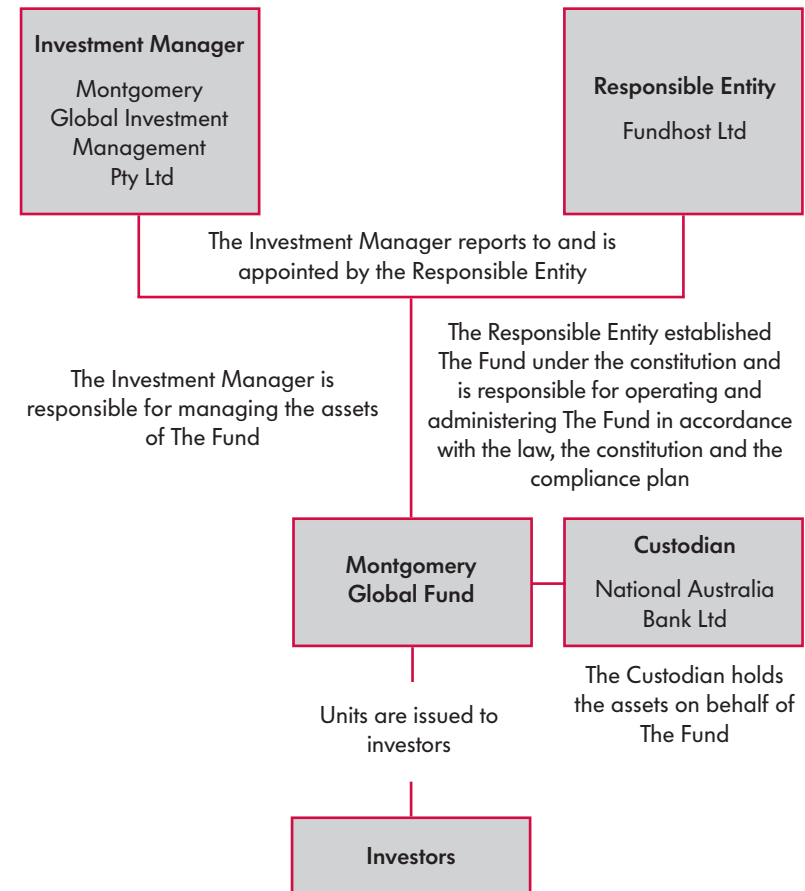 Investment Manager
Montgomery
Global Investment
Management
Pty Ltd
Responsible Entity
Fundhost Ltd
The Investment Manager reports to and is
appointed by the Responsible Entity
The Investment Manager is
responsible for managing the assets
of The Fund
The Responsible Entity established
The Fund under the constitution and
is responsible for operating and
administering The Fund in accordance
with the law, the constitution and the
compliance plan
Montgomery
Global Fund
Custodian
National Australia
Bank Ltd
The Custodian holds
the assets on behalf of
The Fund
Units are issued to
investors
Investors